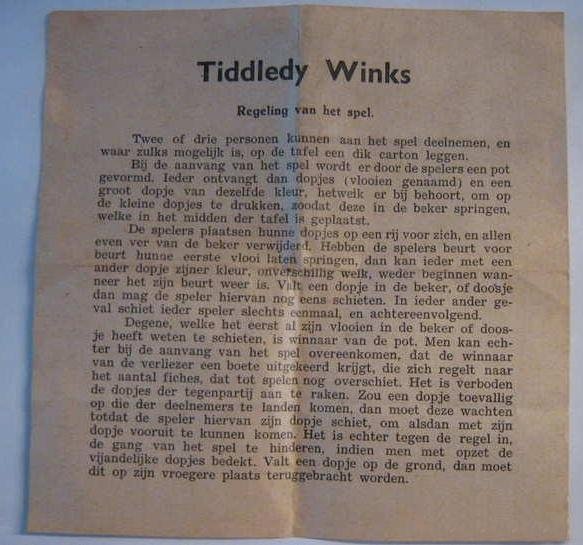 Tiddledy Winks
Regeling van het spel.
Twee of drie personen kunnen aan het spel deelnemen, en
waar zulks mogelijk is, op de tafel een dik carton leggen.
Bij de aanvang van het spel wordt er door de spelers een pot
gevormd. Ieder ontvangt dan dopjes (vlooien genaamd) en een
groot dopje van dezelfde kleur, hetwelk er bij behoort, om op
de kleine dopjes te drukken, zoodat deze in de beker springen,
welke in het midden der tafel is geplaatst.
De spelers plaatsen hunne dopjes op een rij voor zich, en allen
even ver van de beker verwijderd. Hebben de spelers beurt voor
beurt hunne eerste vlooi laten springen, dan kan ieder met een
ander dopje zijner kleur, onverschillig welk, weder beginnen wan-
neer het zijn beurt weer is. Valt een dopje in de beker, of doosje
dan mag de speler hiervan nog eens schieten. In ieder ander ge-
val schiet ieder speler slechts eenmaal, en achtereenvolgend.
Degene, welke het eerst al zijn vlooien in de beker of doos-
je heeft weten te schieten, is winnaar van de pot. Men kan ech-
ter bij de aanvang van het spel overeenkomen, dat de winnaar
van de verliezer een boete uitgekeerd krijgt, die zich regelt naar
het aantal fiches, dat tot spelen nog overschiet. Het is verboden
de dopjes der tegenpartij aan te raken. Zou een dopje toevallig
op die der deelnemers te landen komen, dan moet deze wachten
totdat de speler hiervan zijn dopje schiet, om alsdan met zijn
dopje vooruit te kunnen komen. Het is echter tegen de regel in,
de gang van het spel te hinderen, indien men met opzet de
vijandelijke dopjes bedekt. Valt een dopje op de grond, dan moet
dit op zijn vroegere plaats teruggebracht worden.